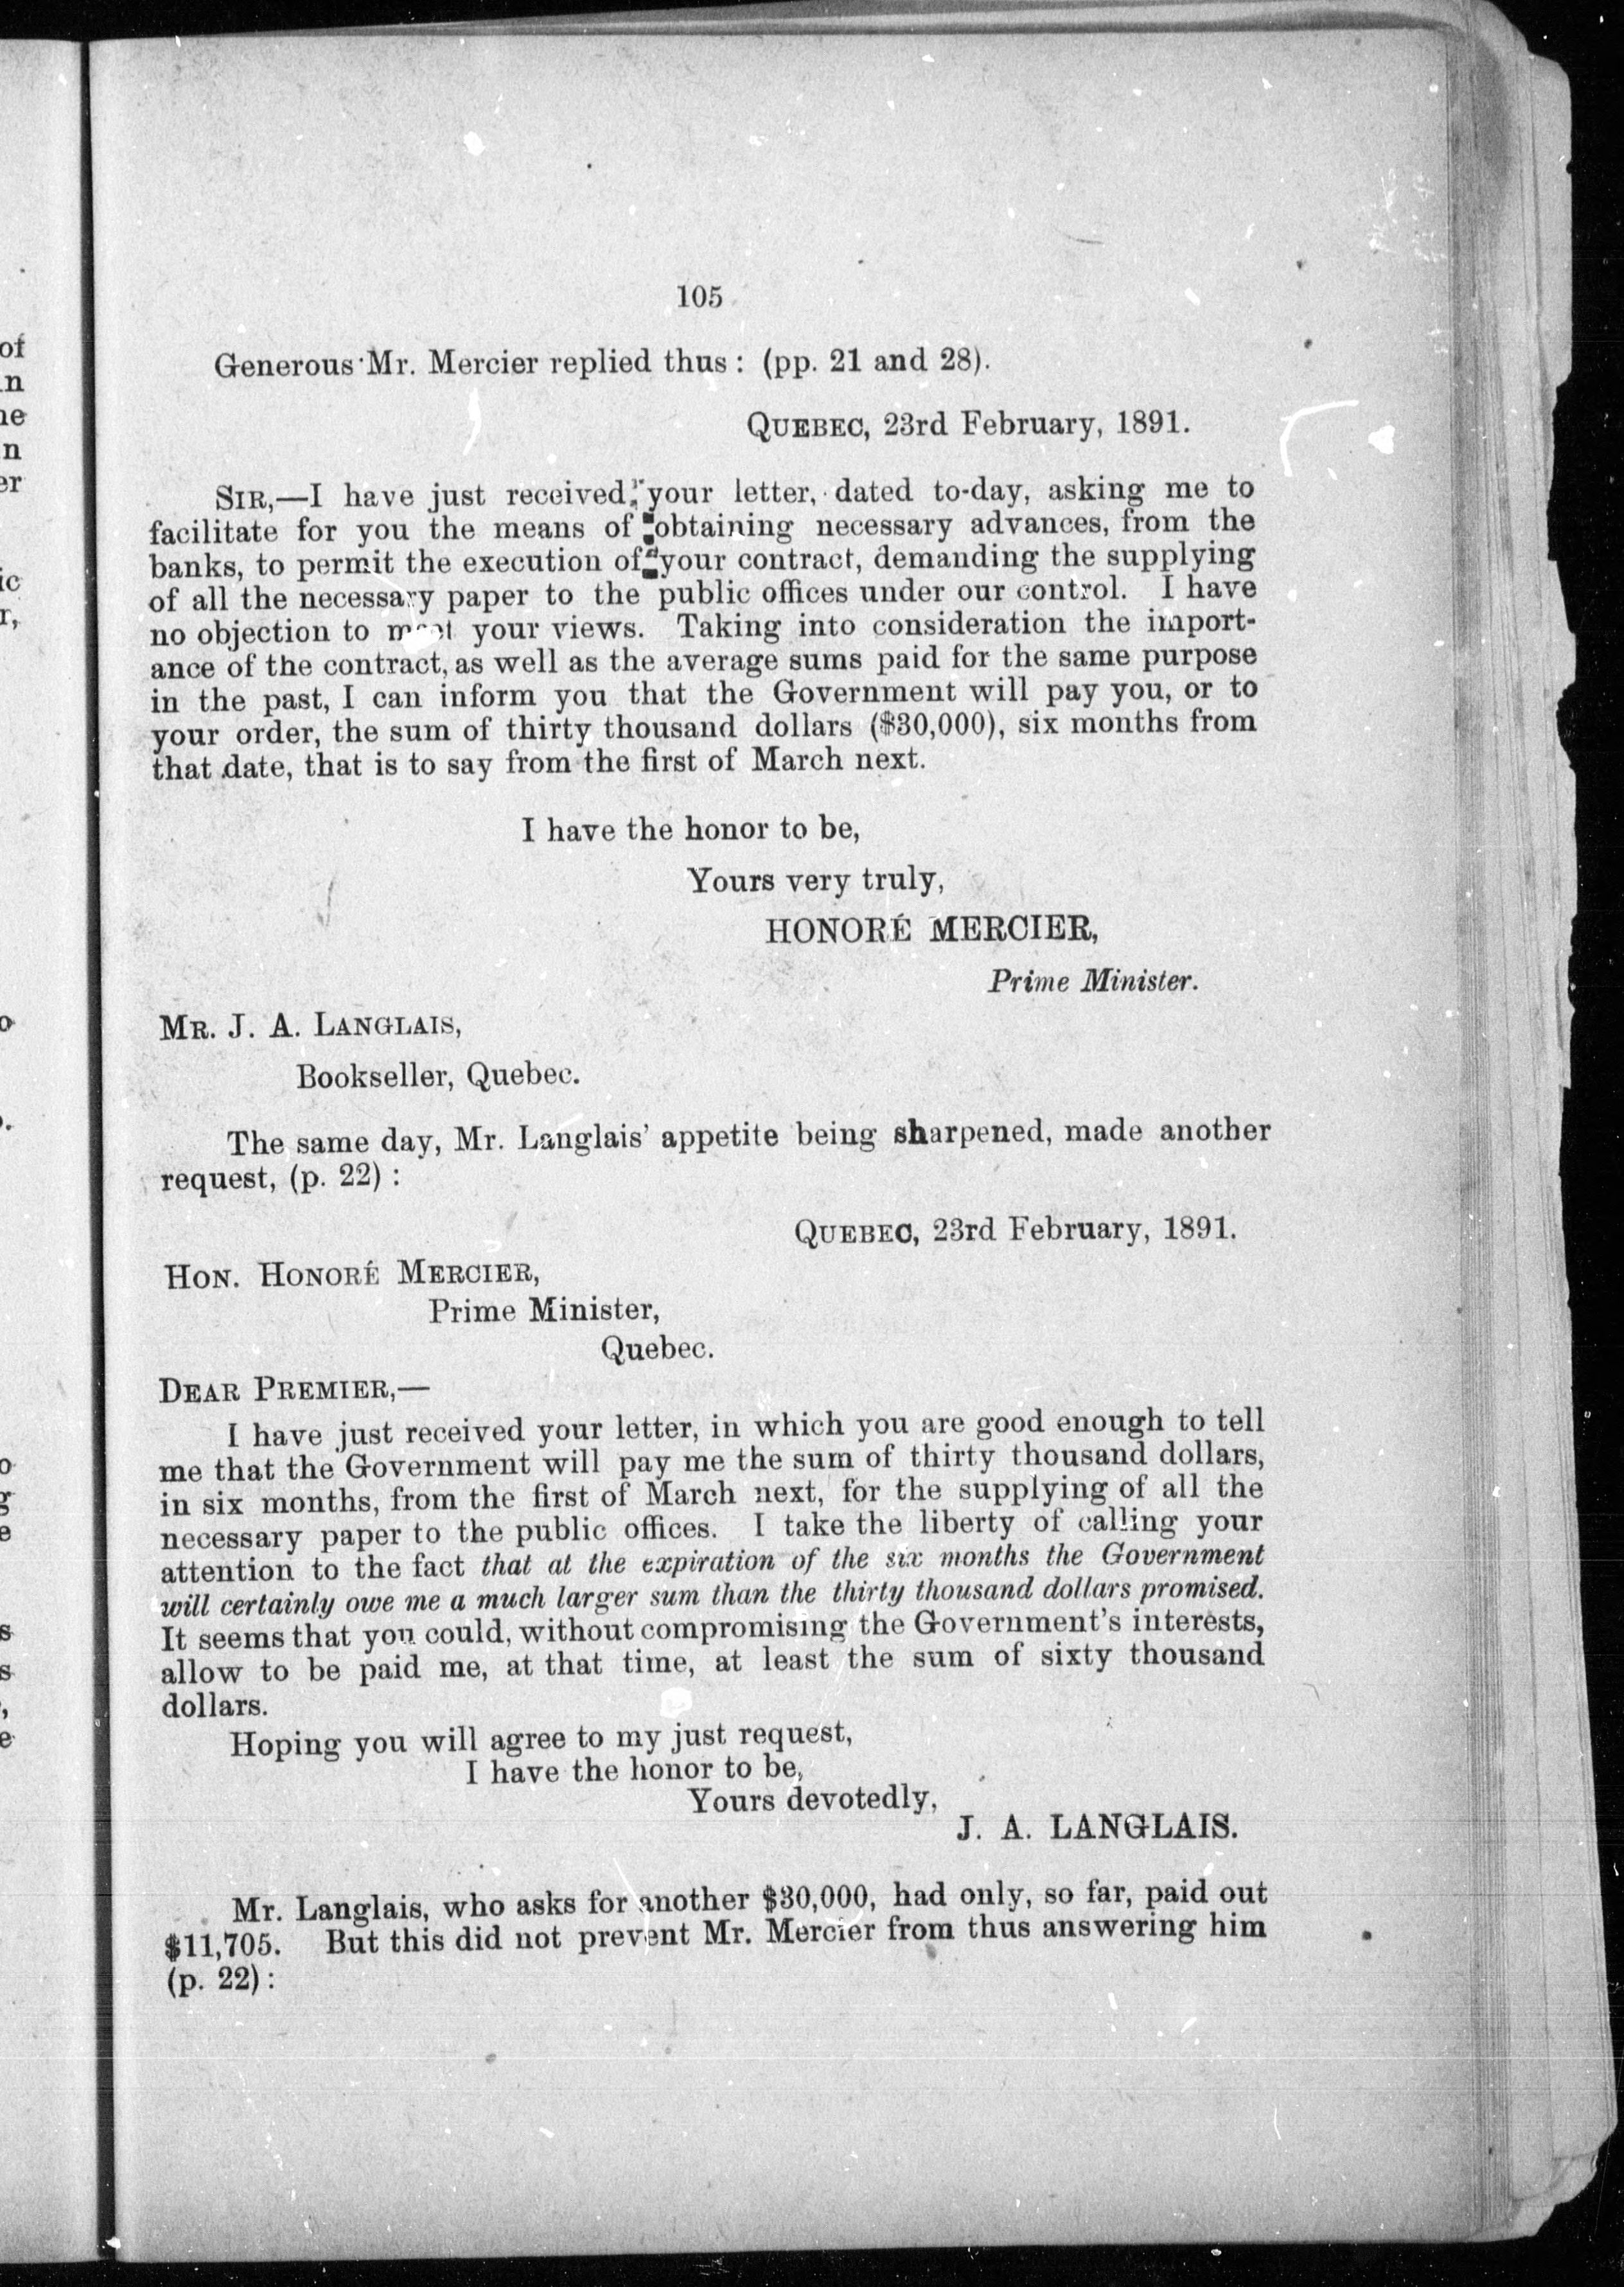 105
Generous Mr. Mercier replied thus: (pp. 21 and 28).
QUEBEC, 23rd February, 1891.
SIR,—I have just received, your letter, dated to-day, asking me to
facilitate for you the means of obtaining necessary advances, from the
banks, to permit the execution of your contract, demanding the supplying
of all the necessary paper to the public offices under our control. I have
no objection to meet your views. Taking into consideration the import-
ance of the contract, as well as the average sums paid for the same purpose
in the past, I can inform you that the Government will pay you, or to
your order, the sum of thirty thousand dollars ($30,000), six months from
that date, that is to say from the first of March next.
I have the honor to be,
Yours very truly,
HONORÉ MERCIER,
Prime Minister.
MR. J. A. LANGLAIS,
Bookseller, Quebec.
The same day, Mr. Langlais' appetite being sharpened, made another
request, (p. 22) :
QUEBEC, 23rd February, 1891.
HON. HONORÉ MERCIER,
Prime Minister,
Quebec.
DEAR PREMIER,—
I have just received your letter, in which you are good enough to tell
me that the Government will pay me the sum of thirty thousand dollars,
in six months, from the first of March next, for the supplying of all the
necessary paper to the public offices. I take the liberty of calling your
attention to the fact that at the expiration of the six months the Government
will certainly owe me a much larger sum than the thirty thousand dollars promised.
It seems that you could, without compromising the Government's interests,
allow to be paid me, at that time, at least the sum of sixty thousand
dollars.
Hoping you will agree to my just request,
I have the honor to be,
Yours devotedly,
J. A. LANGLAIS.
Mr. Langlais, who asks for another $30,000, had only, so far, paid out
$11,705. But this did not prevent Mr. Mercier from thus answering him
(p. 22) :